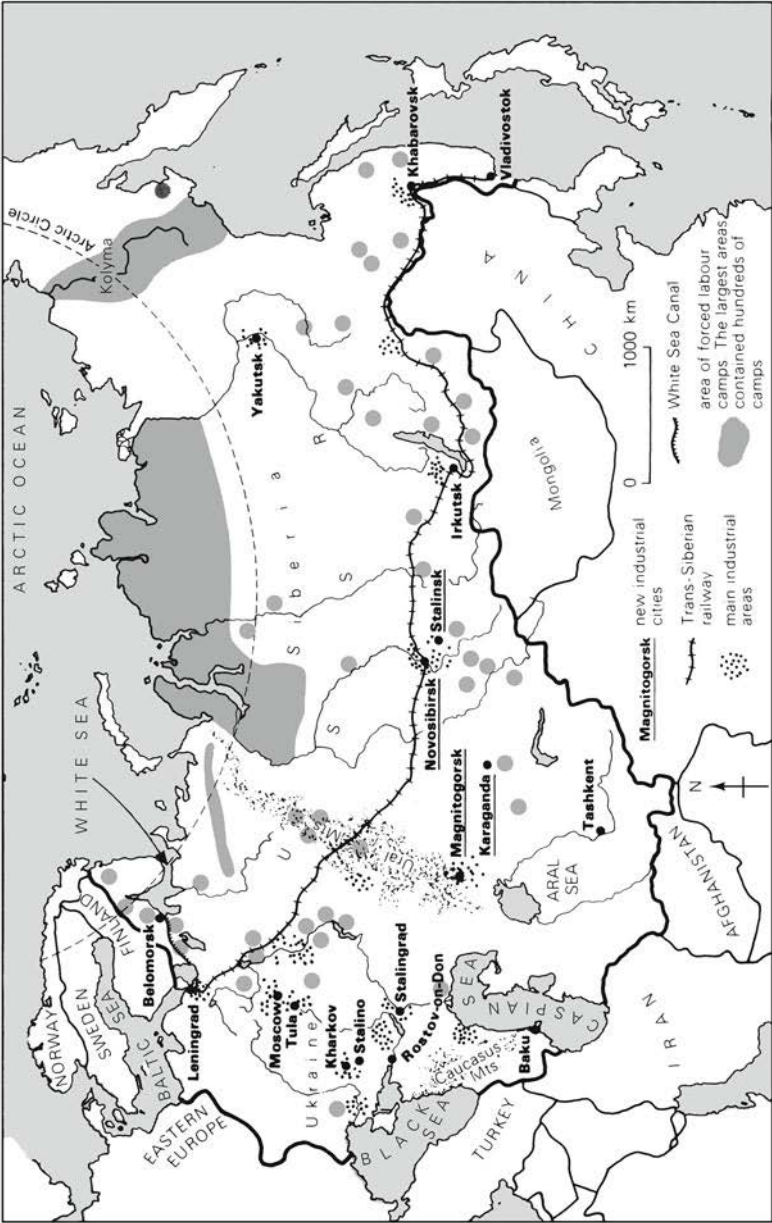 ARCTIC OCEAN
Arctic Circle
Kolyma
WHITE SEA
NORWAY
SWEDEN
FINLAND
BALTIC
SEA
Belomorsk
Leningrad
EASTERN
EUROPE
Moscow
Tula
Ukraine
Kharkov
Stalino
Stalingrad
Rostov-on-Don
BLACK
SEA
Caucasus
Mts
Baku
CASPIAN
SEA
TURKEY
IRAN
AFGHANISTAN
ARAL
SEA
Tashkent
Ural Mts
Magnitogorsk
Karaganda
U S S R
Siberia
Novosibirsk
Stalinsk
Irkutsk
Yakutsk
Khabarovsk
Vladivostok
Mongolia
CHINA
N
0 1000 km
Magnitogorsk new industrial
cities
Trans-Siberian
railway
main industrial
areas
White Sea Canal
area of forced labour
camps The largest areas
contained hundreds of
camps